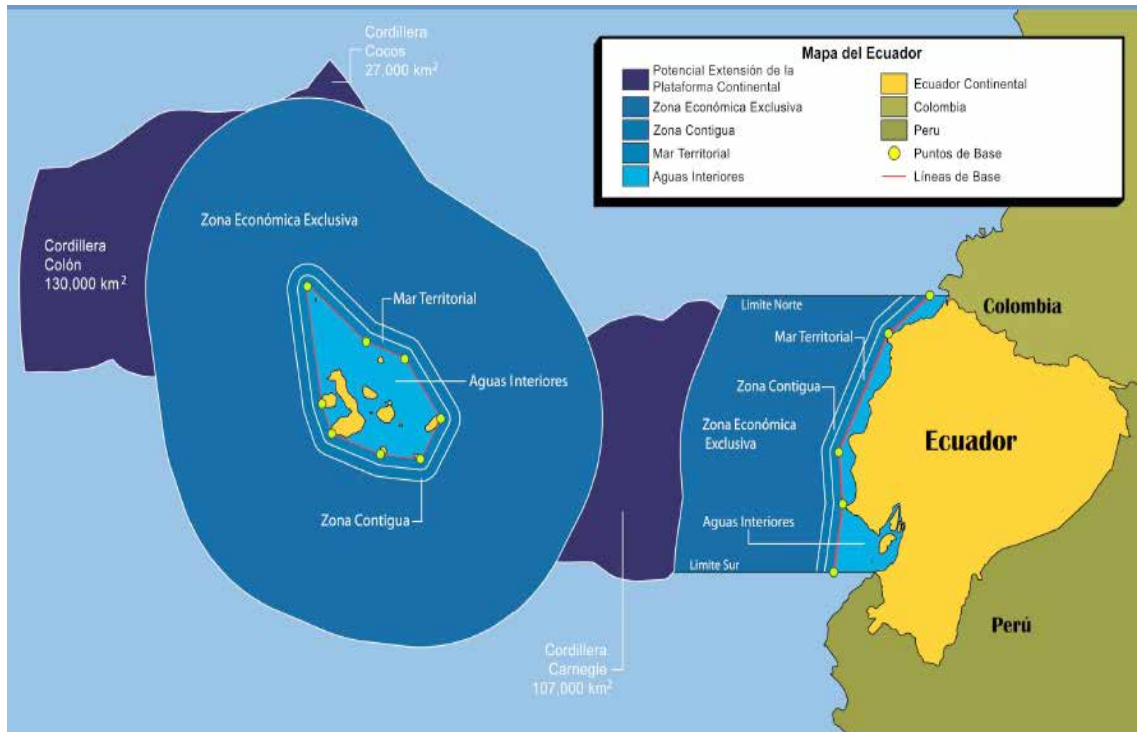 Cordillera
Cocos
27,000 km²
Mapa del Ecuador
Potencial Extensión de la
Plataforma Continental
Zona Económica Exclusiva
Zona Contigua
Mar Territorial
Aguas Interiores
Ecuador Continental
Colombia
Peru
Puntos de Base
Líneas de Base
Zona Económica Exclusiva
Cordillera
Colón
130,000 km²
Mar Territorial
Aguas Interiores
Zona Contigua
Limite Norte
Mar Territorial
Zona Contigua
Zona Económica
Exclusiva
Aguas Interiores
Limite Sur
Colombia
Ecuador
Perú
Cordillera
Carnegie
107,000 km²